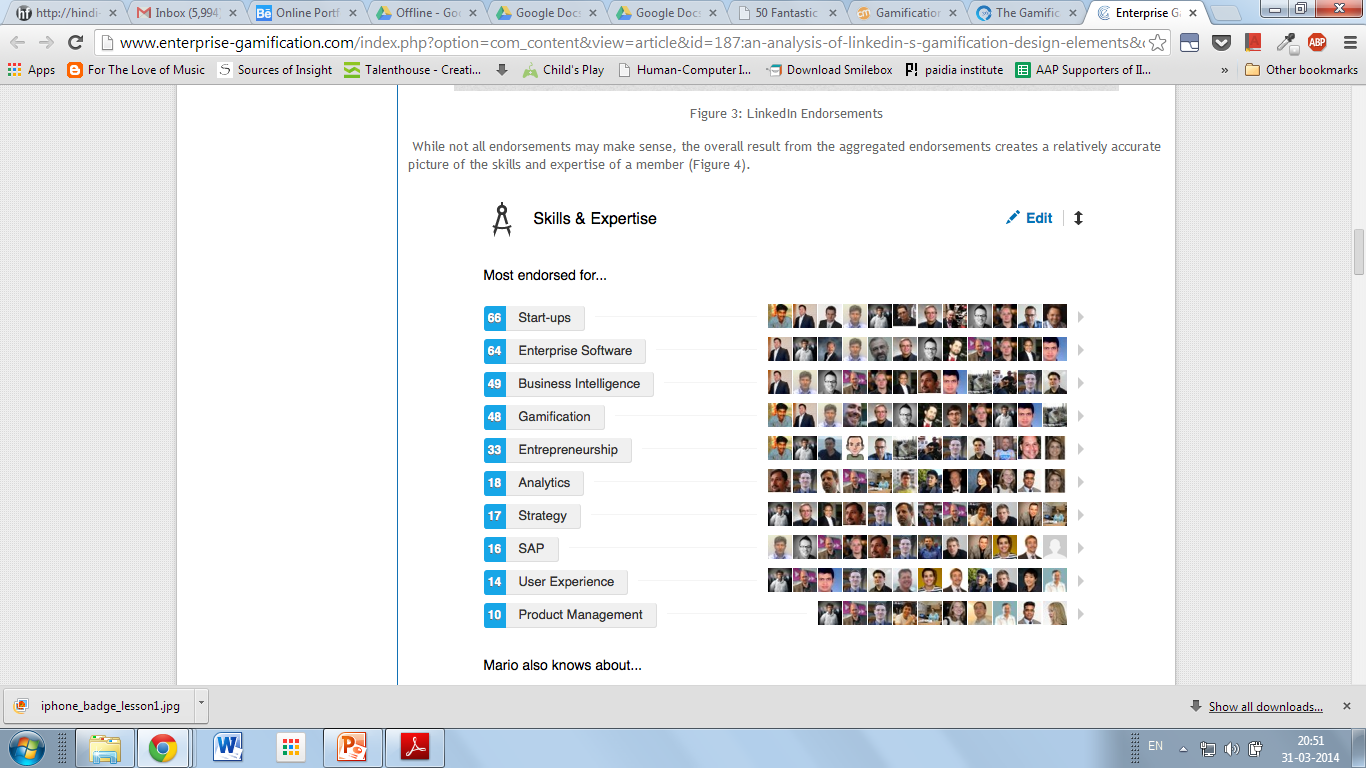 http://hindi-
Inbox (5,994
Online Portf
Offline - Goo
Google Docs
Google Docs
50 Fantastic
Gamification
The Gamific
Enterprise G
www.enterprise-gamification.com/index.php?option=com_content&view=article&id=187:an-analysis-of-linkedin-s-gamification-design-elements&c
Apps
For The Love of Music
Sources of Insight
Talenthouse - Creati...
Child's Play
Human-Computer I...
Download Smilebox
paidia institute
AAP Supporters of II...
»
Other bookmarks
Figure 3: LinkedIn Endorsements
While not all endorsements may make sense, the overall result from the aggregated endorsements creates a relatively accurate
picture of the skills and expertise of a member (Figure 4).
Skills & Expertise
Edit
Most endorsed for...
66 Start-ups
64 Enterprise Software
49 Business Intelligence
48 Gamification
33 Entrepreneurship
18 Analytics
17 Strategy
16 SAP
14 User Experience
10 Product Management
Mario also knows about...
iphone_badge_lesson1.jpg
Show all downloads...
EN
20:51
31-03-2014